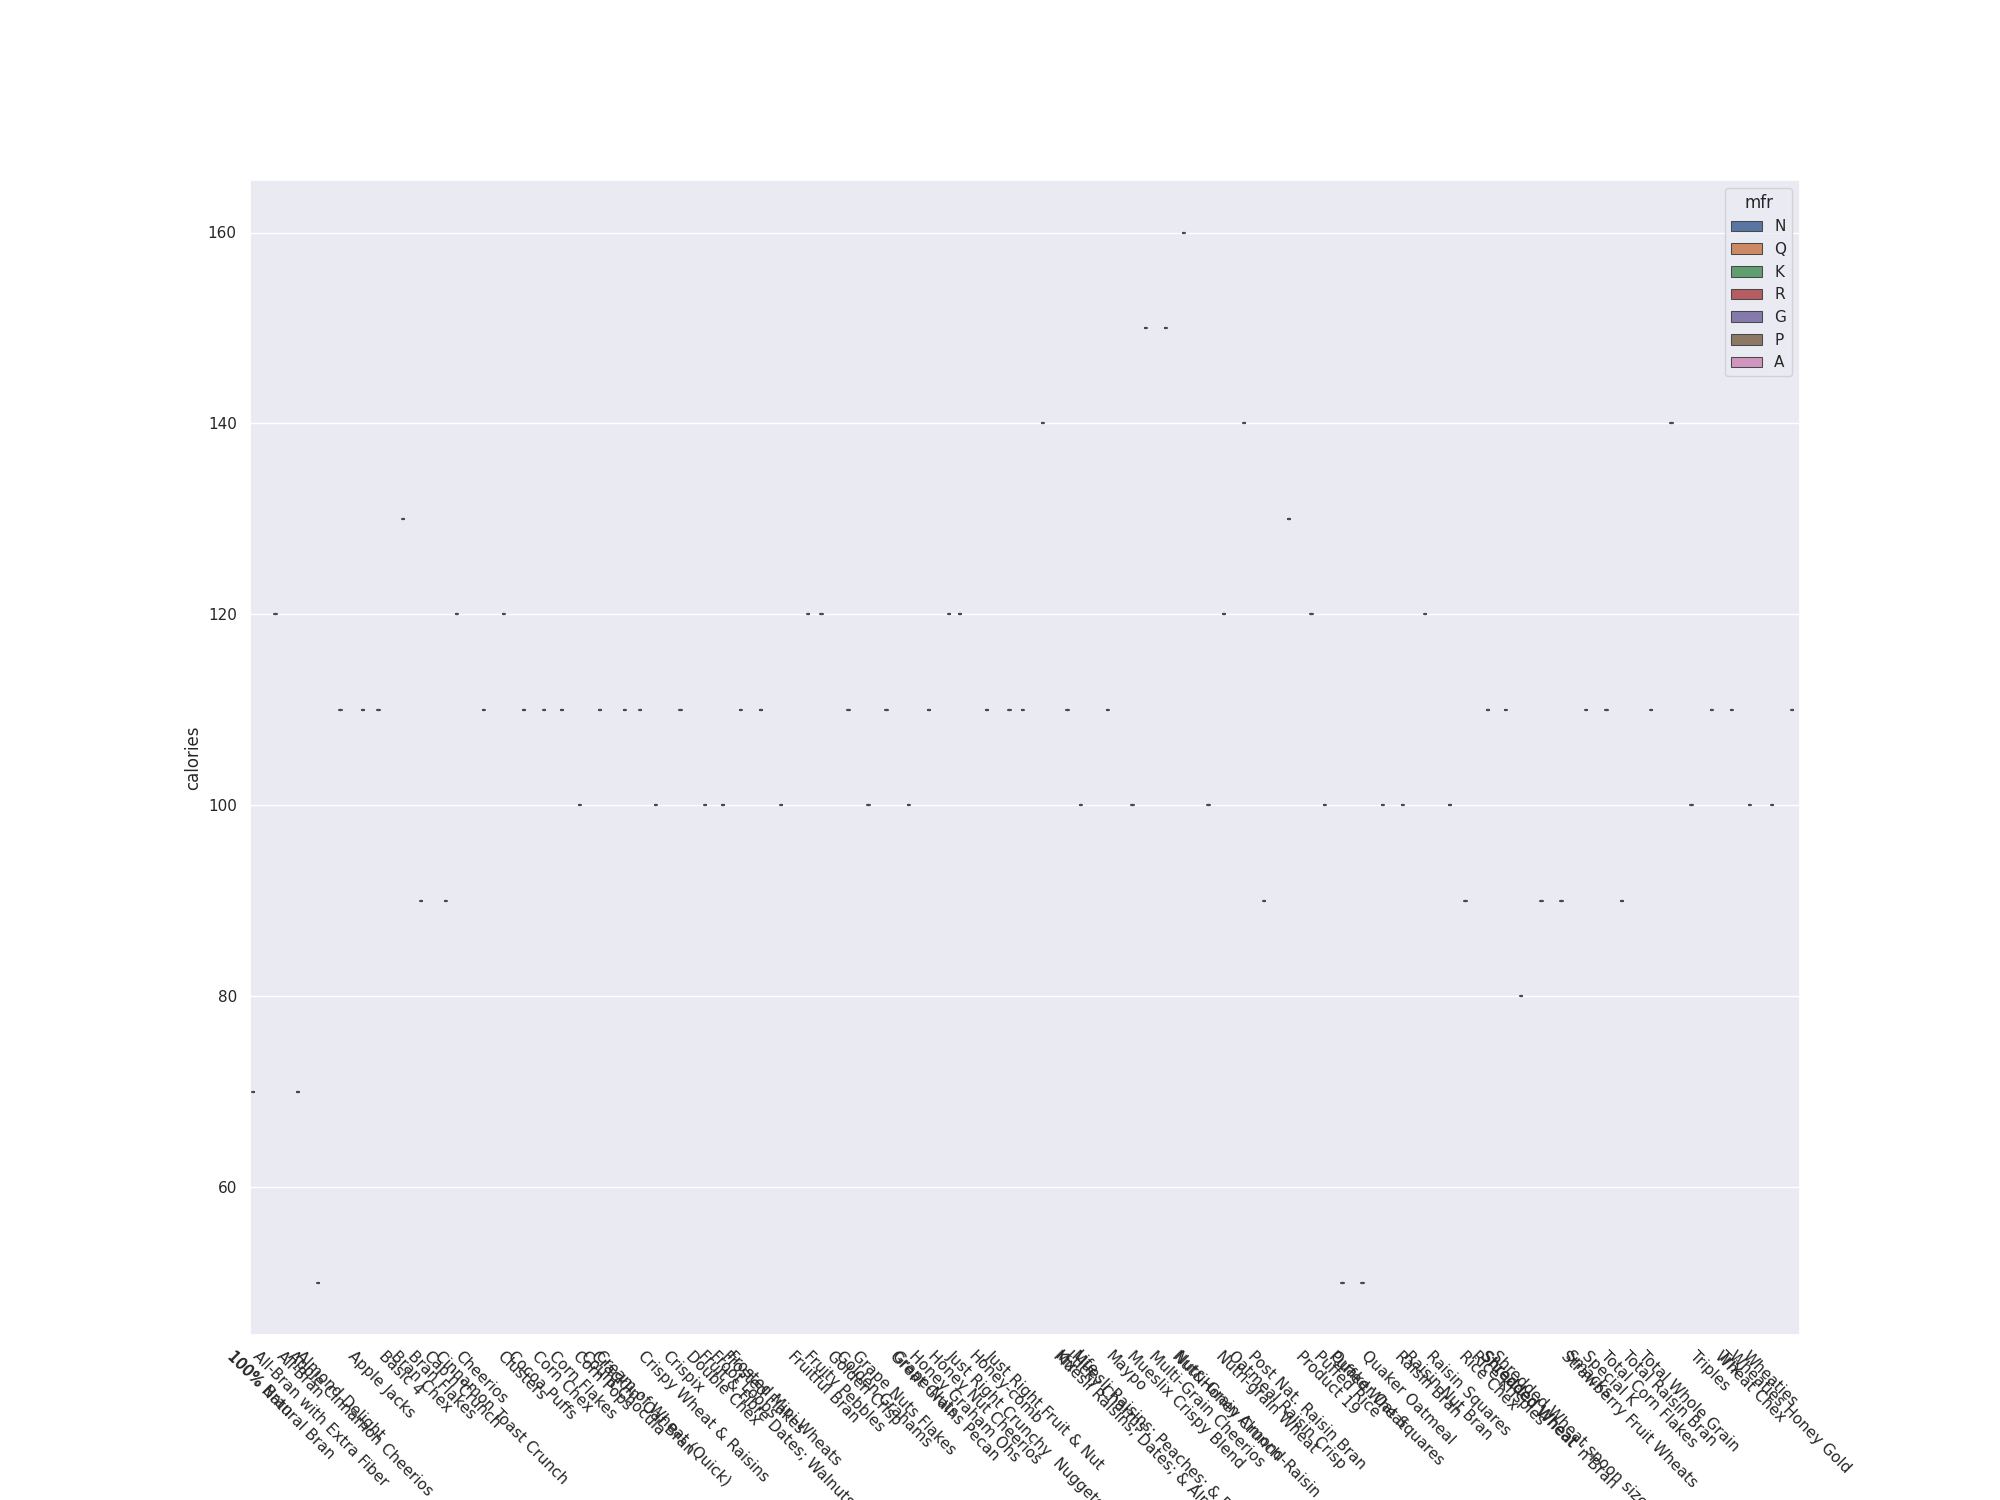 mfr
N
Q
K
R
G
P
A
160
140
120
100
80
60
calories
100% Bran
100% Natural Bran
All-Bran
All-Bran with Extra Fiber
Almond Delight
Apple Cinnamon Cheerios
Apple Jacks
Basic 4
Bran Chex
Bran Flakes
Cap'n'Crunch
Cheerios
Cinnamon Toast Crunch
Clusters
Cocoa Puffs
Corn Chex
Corn Flakes
Corn Pops
Count Chocula
Cracklin' Oat Bran
Cream of Wheat (Quick)
Crispix
Crispy Wheat & Raisins
Double Chex
Froot Loops
Frosted Flakes
Frosted Mini-Wheats
Fruit & Fibre Dates; Walnuts
Fruitful Bran
Fruity Pebbles
Golden Crisp
Golden Grahams
Grape Nuts Flakes
Grape-Nuts
Great Grains Pecan
Honey Graham Ohs
Honey Nut Cheerios
Honey-comb
Just Right Crunchy  Nuggets
Just Right Fruit & Nut
Kix
Life
Maypo
Muesli Raisins; Dates; & Alm
Muesli Raisins; Peaches; &
Mueslix Crispy Blend
Multi-Grain Cheerios
Nut&Honey Crunch
Nutri-Grain Almond-Raisin
Nutri-grain Wheat
Oatmeal Raisin Crisp
Post Nat. Raisin Bran
Product 19
Puffed Rice
Puffed Wheat
Quaker Oat Squares
Quaker Oatmeal
Raisin Bran
Raisin Nut Bran
Raisin Squares
Rice Chex
Rice Krispies
Shredded Wheat
Shredded Wheat 'n'Bran
Shredded Wheat spoon size
Smacks
Special K
Strawberry Fruit Wheats
Total Corn Flakes
Total Raisin Bran
Total Whole Grain
Triples
Trix
Wheat Chex
Wheaties
Wheaties Honey Gold